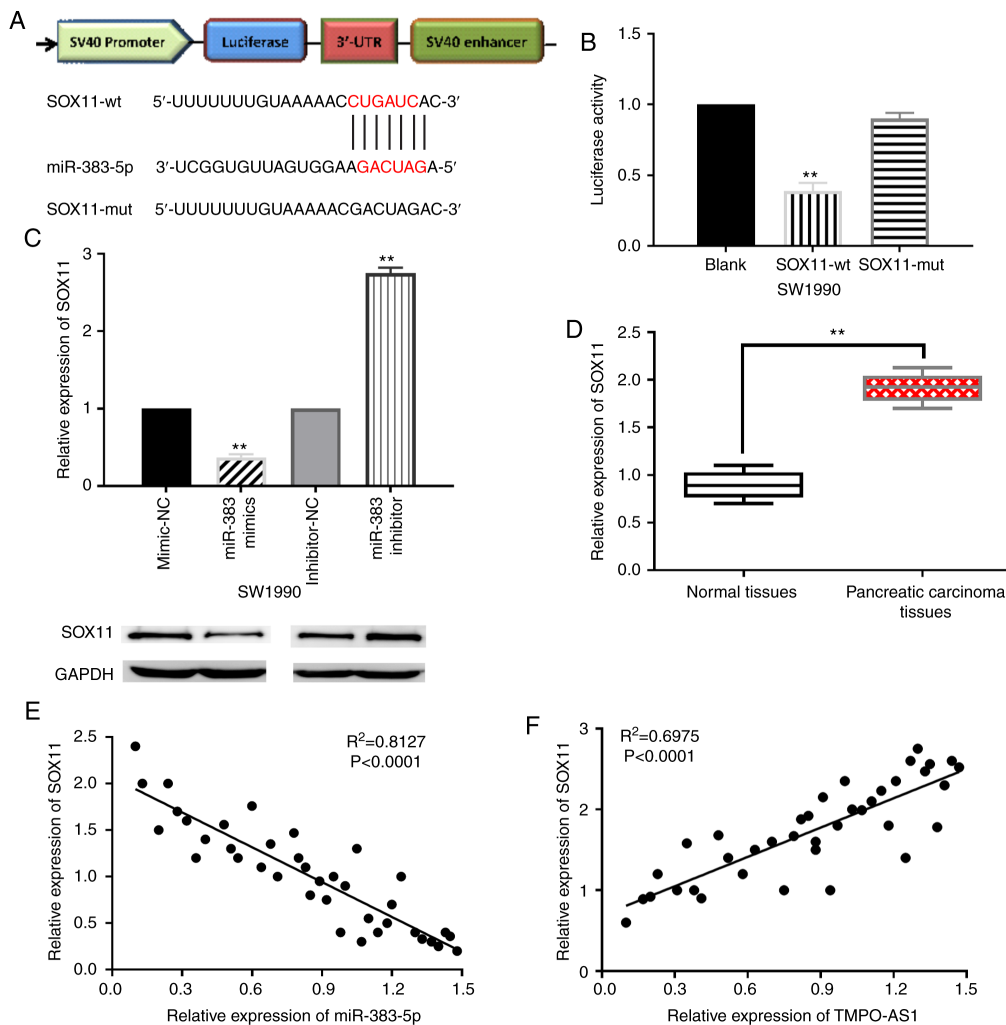 A
SV40 Promoter
Luciferase
3′-UTR
SV40 enhancer
SOX11-wt 5′-UUUUUUUGUAAAAACCUGAUCAC-3′
miR-383-5p 3′-UCGGUGUUAGUGGAAGACUAGA-5′
SOX11-mut 5′-UUUUUUUGUAAAAACGACUAGAC-3′
B
Luciferase activity
1.5
1.0
0.5
0.0
**
Blank
SOX11-wt
SOX11-mut
SW1990
C
Relative expression of SOX11
3
2
1
0
**
**
Mimic-NC
miR-383
mimics
Inhibitor-NC
miR-383
inhibitor
SW1990
SOX11
GAPDH
D
Relative expression of SOX11
2.5
2.0
1.5
1.0
0.5
0.0
**
Normal tissues
Pancreatic carcinoma
tissues
E
Relative expression of SOX11
2.5
2.0
1.5
1.0
0.5
0.0
R²=0.8127
P<0.0001
0.0 0.3 0.6 0.9 1.2 1.5
Relative expression of miR-383-5p
F
Relative expression of SOX11
3
2
1
0
R²=0.6975
P<0.0001
0.0 0.3 0.6 0.9 1.2 1.5
Relative expression of TMPO-AS1